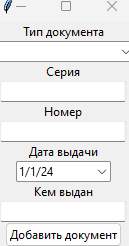 Тип документа
Серия
Номер
Дата выдачи
1/1/24
Кем выдан
Добавить документ